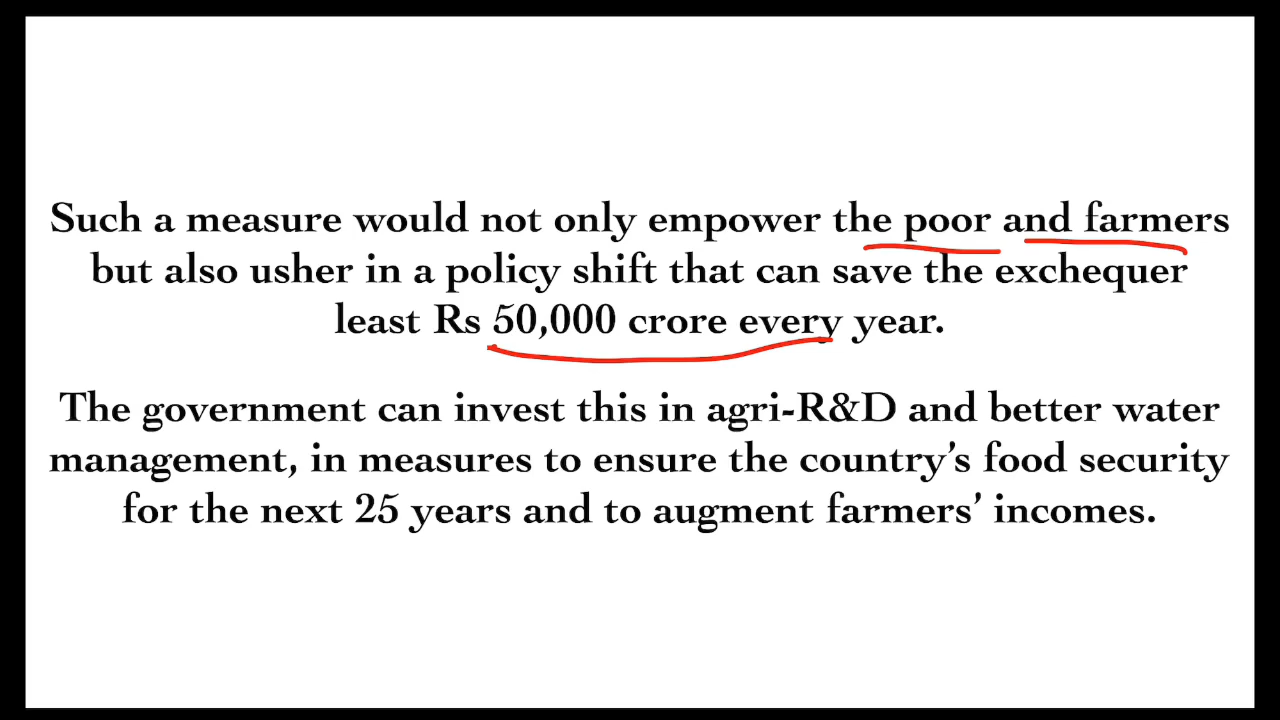 Such a measure would not only empower the poor and farmers
but also usher in a policy shift that can save the exchequer
least Rs 50,000 crore every year.
The government can invest this in agri-R&D and better water
management, in measures to ensure the country’s food security
for the next 25 years and to augment farmers’ incomes.